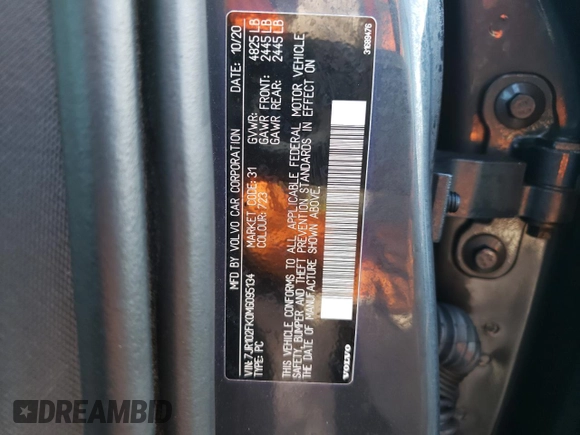 MFD BY VOLVO CAR CORPORATION DATE: 10/20
MARKET CODE: 31 GVWR: 4825 LB
COLOUR: 723 GAWR FRONT: 2445 LB
GAWR REAR: 2445 LB
VIN: 7JR102FK0MG095134
TYPE: PC
THIS VEHICLE CONFORMS TO ALL APPLICABLE FEDERAL MOTOR VEHICLE
SAFETY, BUMPER AND THEFT PREVENTION STANDARDS IN EFFECT ON
THE DATE OF MANUFACTURE SHOWN ABOVE.
VOLVO
31689476
DREAMBID